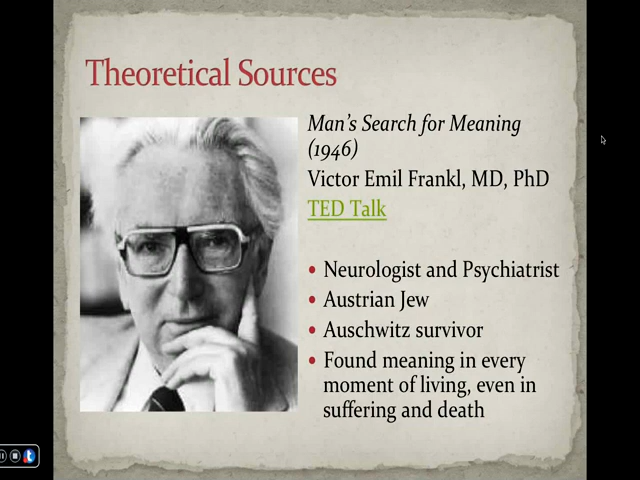 Theoretical Sources
Man's Search for Meaning
(1946)
Victor Emil Frankl, MD, PhD
TED Talk
• Neurologist and Psychiatrist
• Austrian Jew
• Auschwitz survivor
• Found meaning in every
moment of living, even in
suffering and death
t